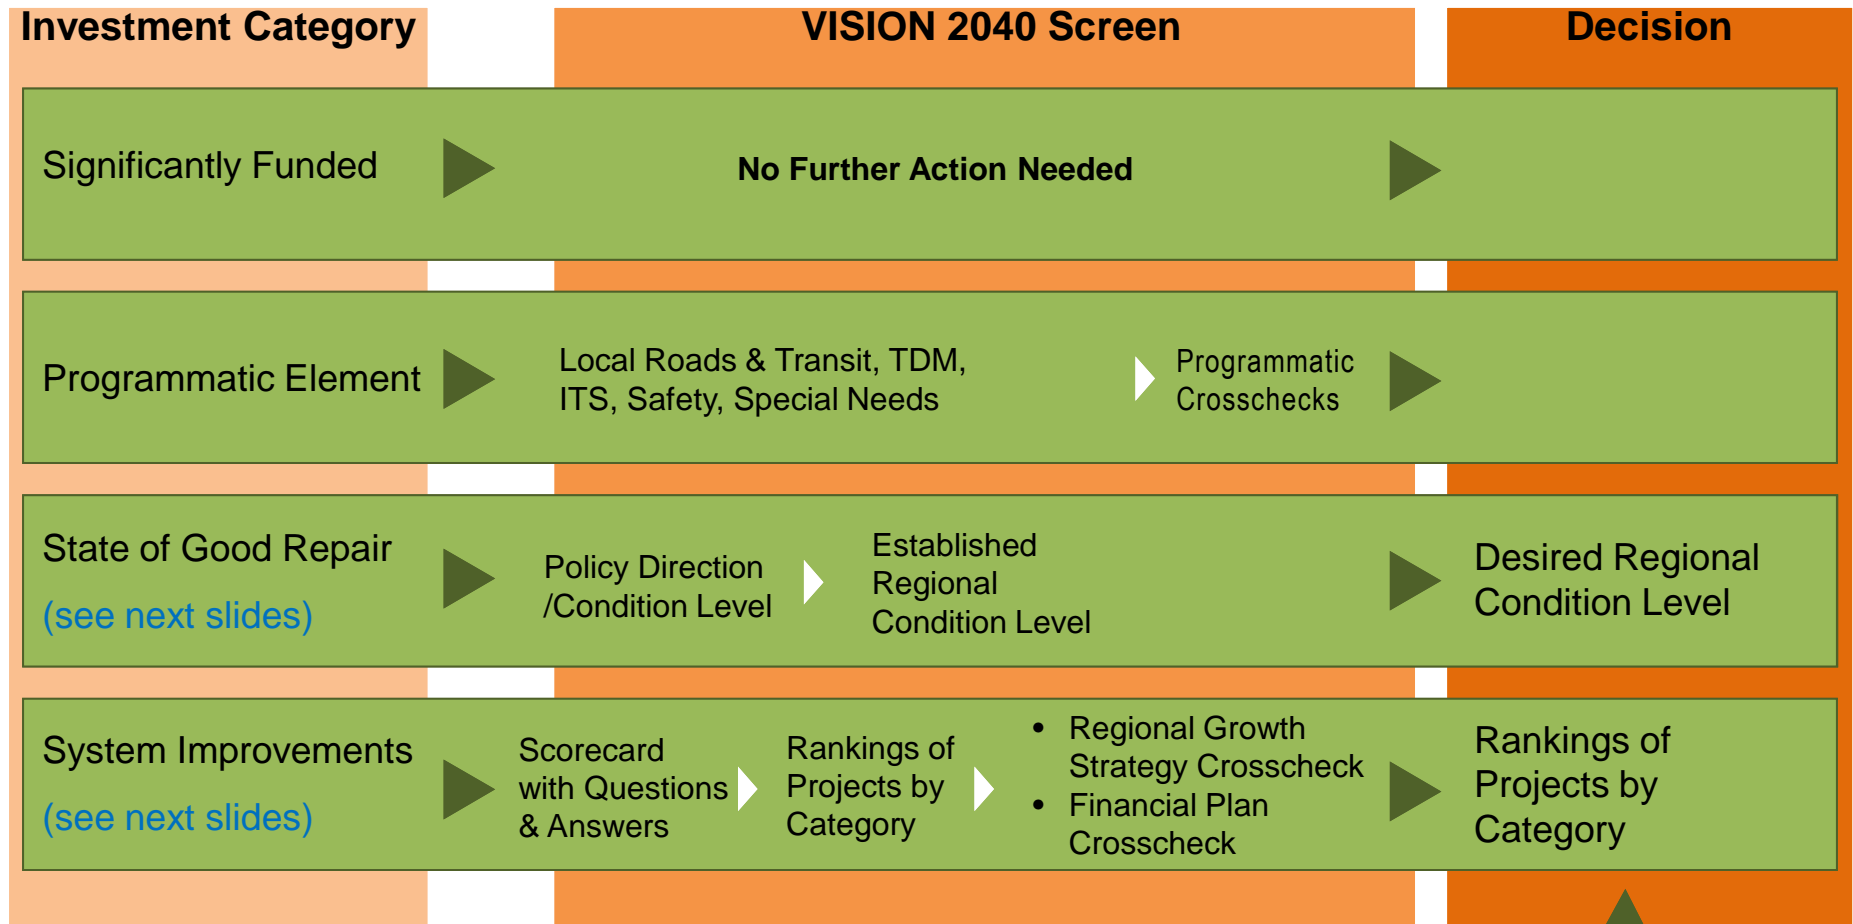 Investment Category
VISION 2040 Screen
Decision
Significantly Funded
No Further Action Needed
Programmatic Element
Local Roads & Transit, TDM,
ITS, Safety, Special Needs
Programmatic
Crosschecks
State of Good Repair
(see next slides)
Policy Direction
/Condition Level
Established
Regional
Condition Level
Desired Regional
Condition Level
System Improvements
(see next slides)
Scorecard
with Questions
& Answers
Rankings of
Projects by
Category
• Regional Growth
Strategy Crosscheck
• Financial Plan
Crosscheck
Rankings of
Projects by
Category